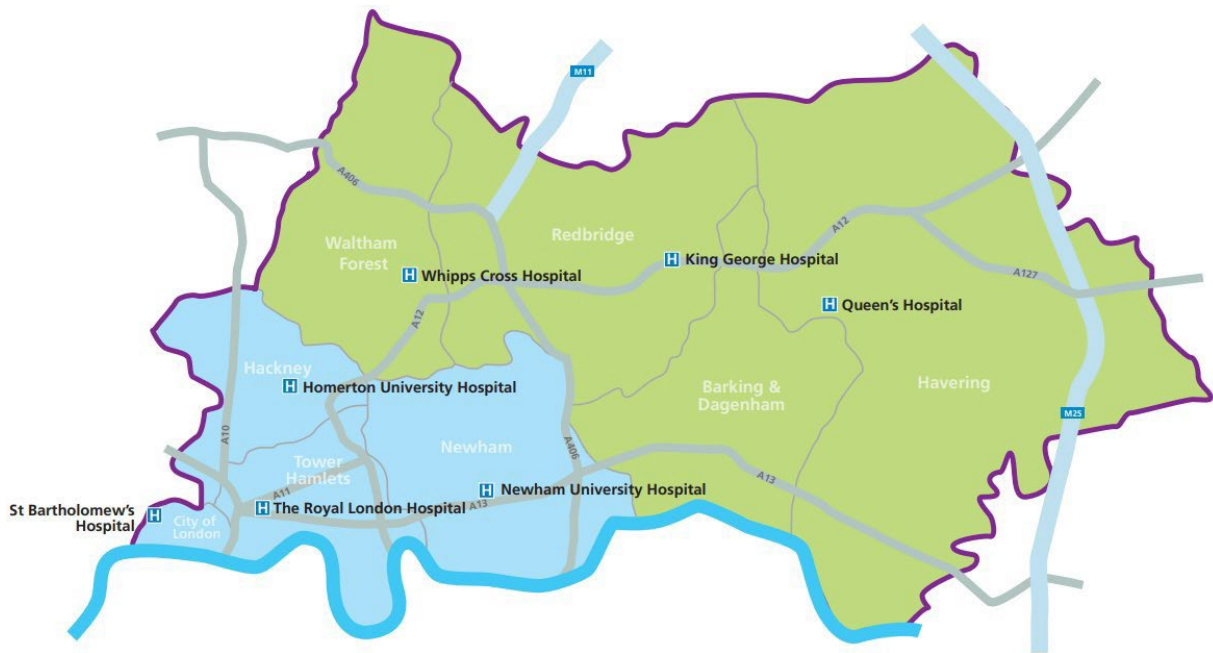 M11
A406
Waltham
Forest
Redbridge
A12
H King George Hospital
H Whipps Cross Hospital
A127
H Queen's Hospital
A12
Hackney
H Homerton University Hospital
Barking &
Dagenham
Havering
M25
A10
Tower
Hamlets
Newham
A406
A11
H Newham University Hospital
A13
A13
St Bartholomew's
Hospital
H
City of
London
H The Royal London Hospital